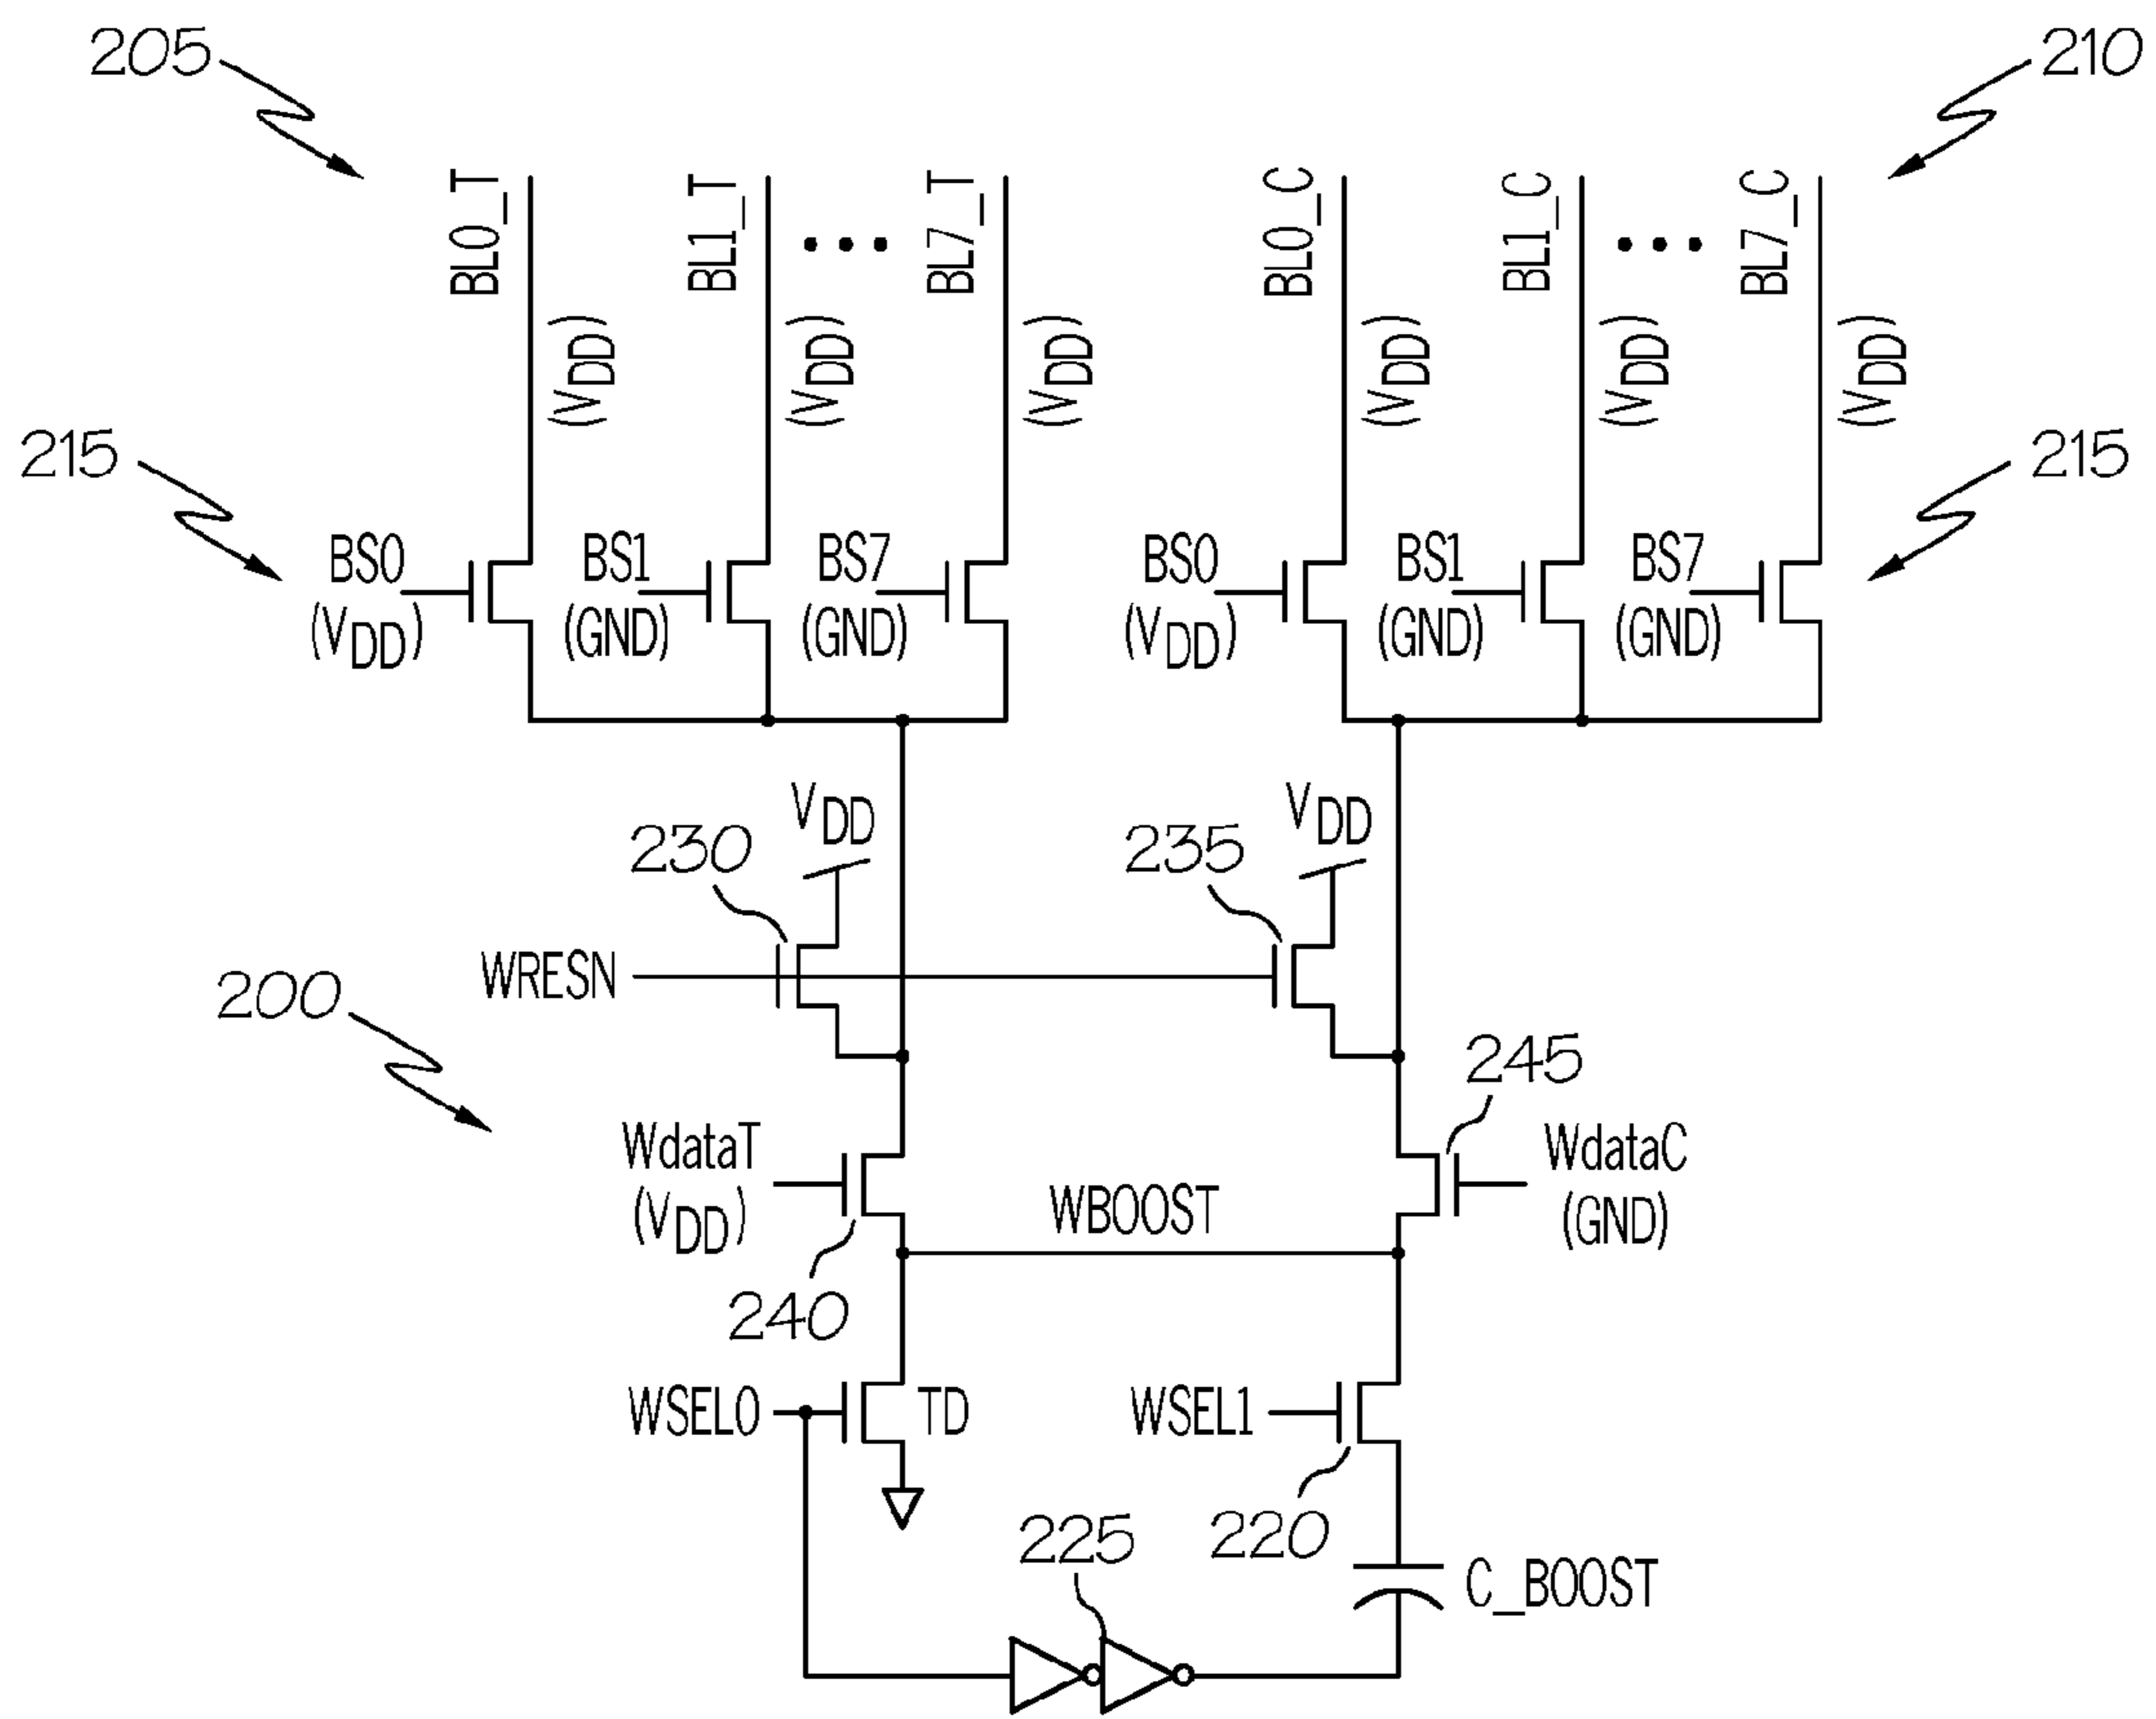 205
210
BL0_T
BL1_T
BL7_T
BL0_C
BL1_C
BL7_C
(VDD)
(VDD)
(VDD)
(VDD)
(VDD)
(VDD)
215
215
BS0
(VDD)
BS1
(GND)
BS7
(GND)
BS0
(VDD)
BS1
(GND)
BS7
(GND)
VDD
VDD
230
235
WRESN
200
245
WdataT
(VDD)
WBOOST
WdataC
(GND)
240
WSEL0
TD
WSEL1
225
220
C_BOOST